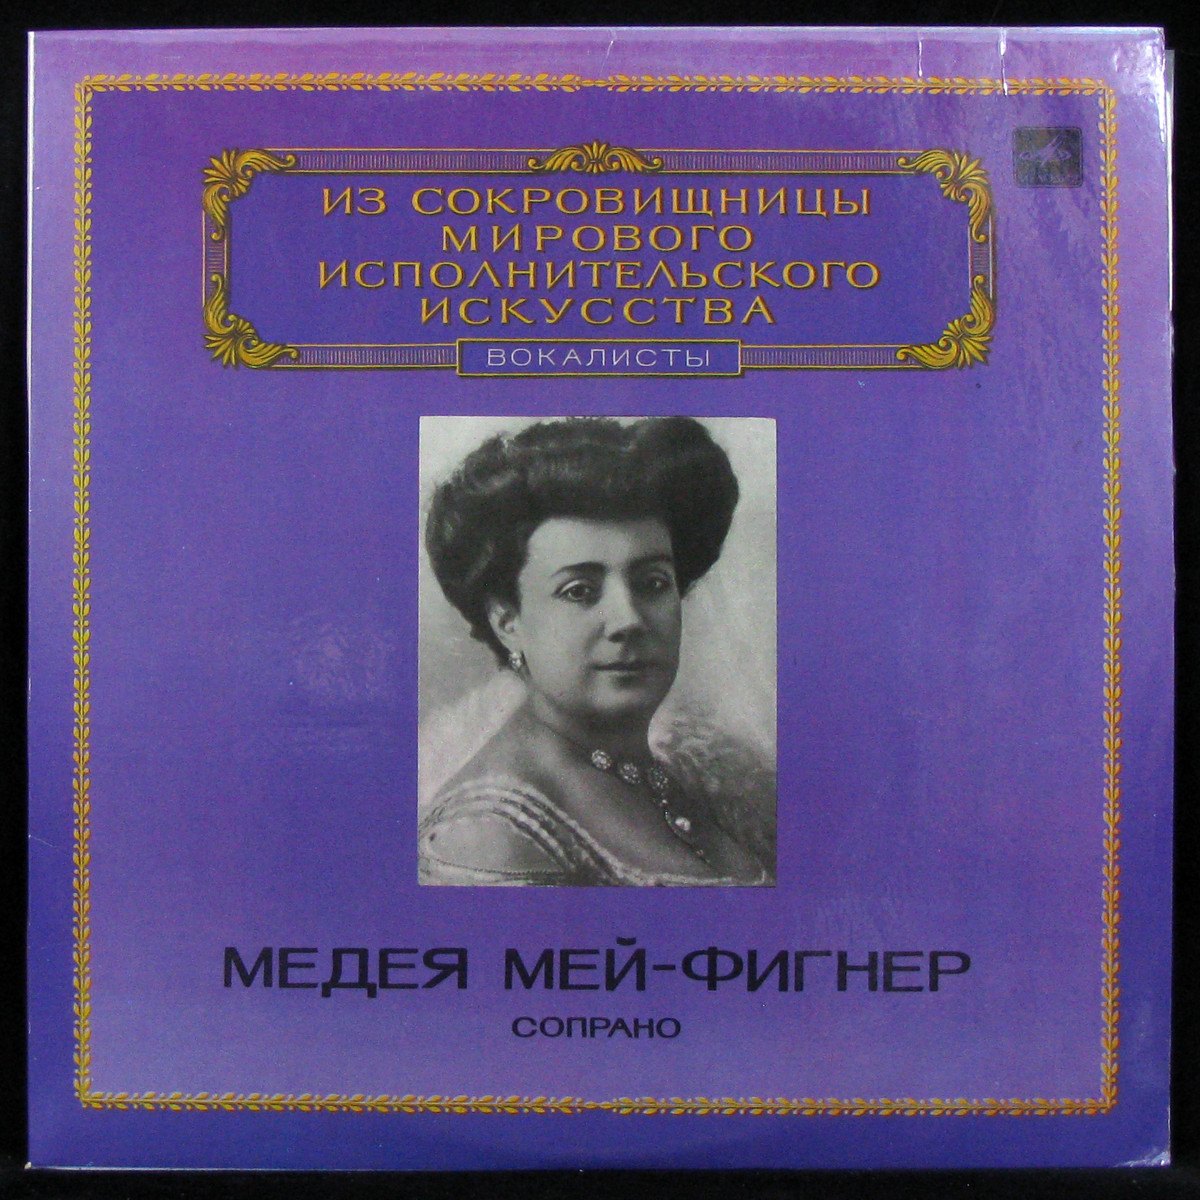 ИЗ СОКРОВИЩНИЦЫ
МИРОВОГО
ИСПОЛНИТЕЛЬСКОГО
ИСКУССТВА
ВОКАЛИСТЫ
МЕДЕЯ МЕЙ-ФИГНЕР
СОПРАНО